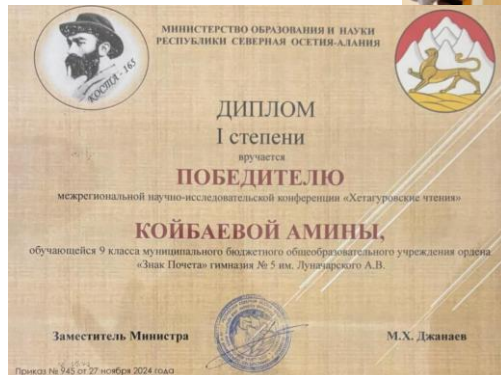 КОСТА - 165
МИНИСТЕРСТВО ОБРАЗОВАНИЯ И НАУКИ
РЕСПУБЛИКИ СЕВЕРНАЯ ОСЕТИЯ-АЛАНИЯ
ДИПЛОМ
I степени
вручается
ПОБЕДИТЕЛЮ
межрегиональной научно-исследовательской конференции «Хетагуровские чтения»
КОЙБАЕВОЙ АМИНЫ,
обучающейся 9 класса муниципального бюджетного общеобразовательного учреждения ордена
«Знак Почета» гимназия № 5 им. Луначарского А.В.
Заместитель Министра
М.Х. Джанаев
Приказ № 945 от 27 ноября 2024 года